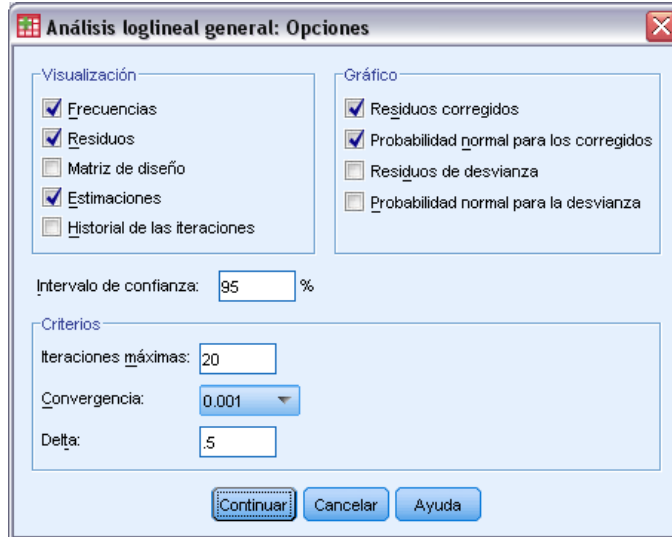 Análisis loglineal general: Opciones
Visualización
Frecuencias
Residuos
Matriz de diseño
Estimaciones
Historial de las iteraciones
Gráfico
Residuos corregidos
Probabilidad normal para los corregidos
Residuos de desvianza
Probabilidad normal para la desvianza
Intervalo de confianza: 95 %
Criterios
Iteraciones máximas: 20
Convergencia: 0.001
Delta: .5
Continuar Cancelar Ayuda